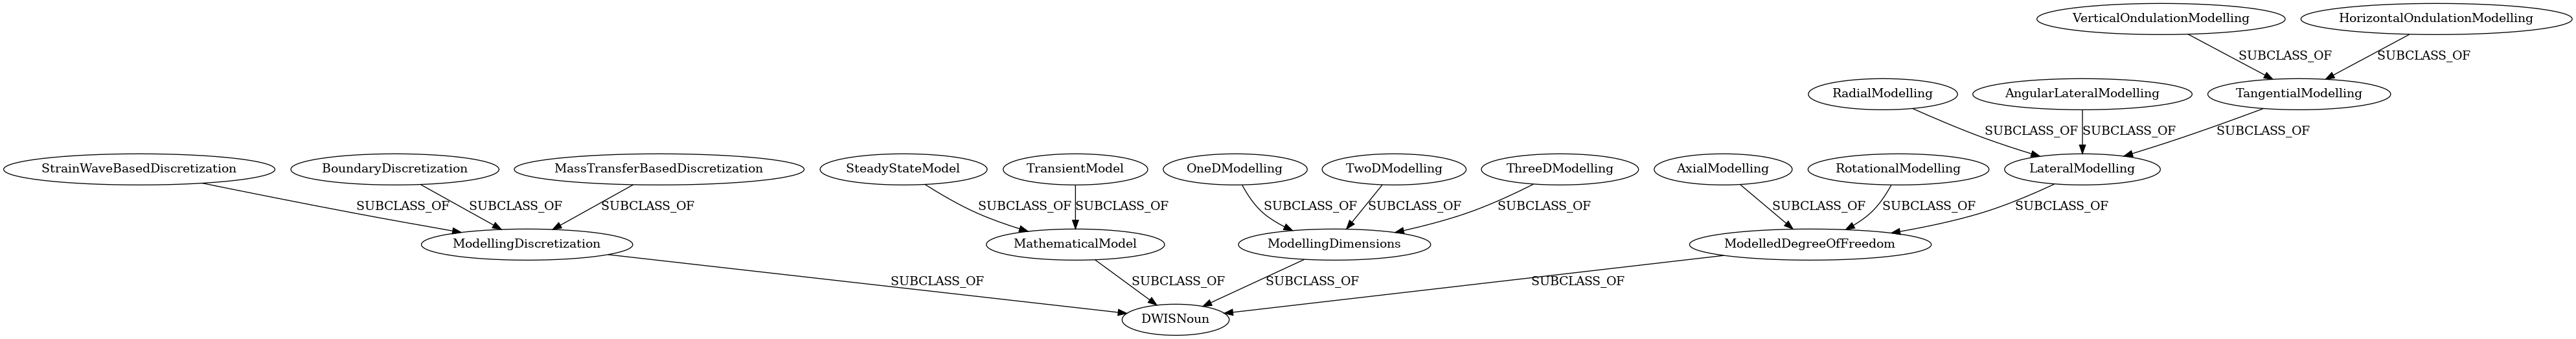 VerticalOndulationModelling
HorizontalOndulationModelling
SUBCLASS_OF
SUBCLASS_OF
RadialModelling
AngularLateralModelling
TangentialModelling
SUBCLASS_OF
SUBCLASS_OF
SUBCLASS_OF
StrainWaveBasedDiscretization
BoundaryDiscretization
MassTransferBasedDiscretization
SteadyStateModel
TransientModel
OneDModelling
TwoDModelling
ThreeDModelling
AxialModelling
RotationalModelling
LateralModelling
SUBCLASS_OF
SUBCLASS_OF
SUBCLASS_OF
SUBCLASS_OF
SUBCLASS_OF
SUBCLASS_OF
SUBCLASS_OF
SUBCLASS_OF
SUBCLASS_OF
SUBCLASS_OF
SUBCLASS_OF
ModellingDiscretization
MathematicalModel
ModellingDimensions
ModelledDegreeOfFreedom
SUBCLASS_OF
SUBCLASS_OF
SUBCLASS_OF
SUBCLASS_OF
DWISNoun